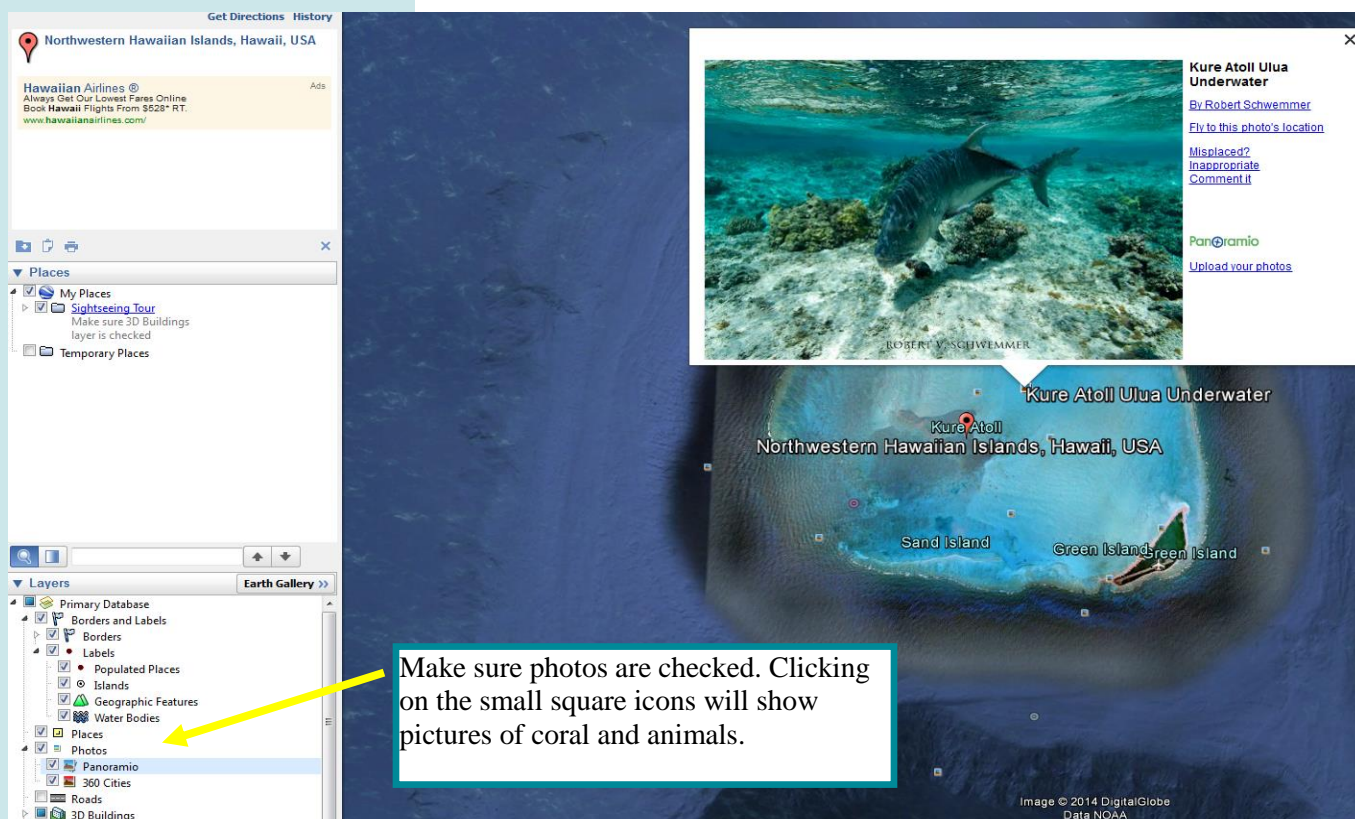 Get Directions History
Northwestern Hawaiian Islands, Hawaii, USA
Hawaiian Airlines ®
Ads
Always Get Our Lowest Fares Online
Book Hawaii Flights From $528* RT.
www.hawaiianairlines.com/
Places
My Places
Sightseeing Tour
Make sure 3D Buildings
layer is checked
Temporary Places
Layers
Earth Gallery >>
Primary Database
Borders and Labels
Borders
Labels
Populated Places
Islands
Geographic Features
Water Bodies
Places
Photos
Panoramio
360 Cities
Roads
3D Buildings
Kure Atoll Ulua
Underwater
By Robert Schwemmer
Fly to this photo's location
Misplaced?
Inappropriate
Comment it
Panoramio
Upload your photos
ROBERT V. SCHWEMMER
Kure Atoll Ulua Underwater
Kure Atoll
Northwestern Hawaiian Islands, Hawaii, USA
Sand Island
Green Island
Green Island
Make sure photos are checked. Clicking
on the small square icons will show
pictures of coral and animals.
Image © 2014 DigitalGlobe
Data NOAA